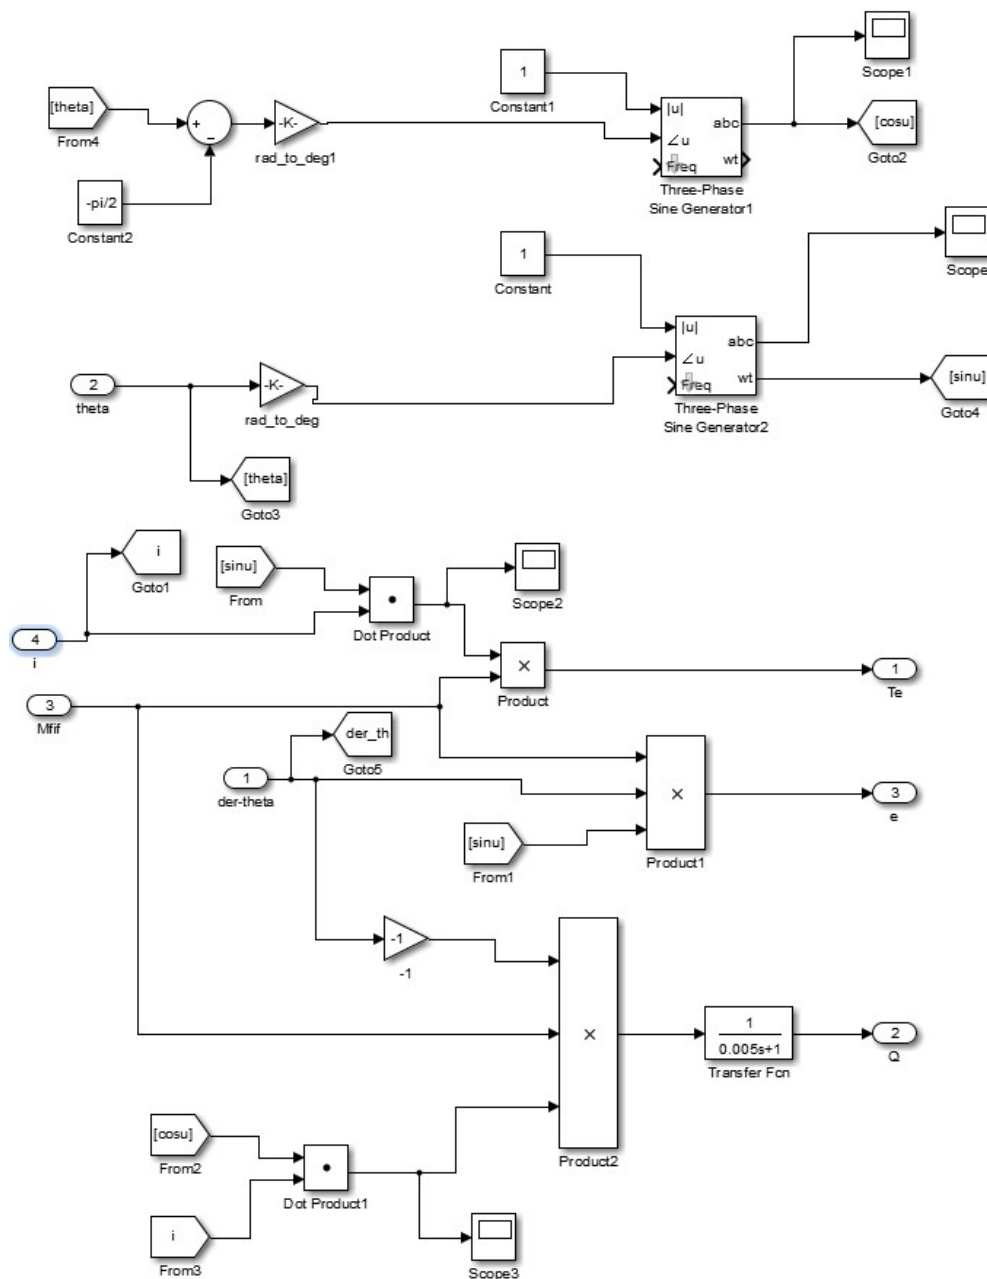 1
Constant1
Scope1
[theta]
From4
+
−
-K-
rad_to_deg1
|u|
∠u
Freq
abc
wt
Three-Phase
Sine Generator1
[cosu]
Goto2
-pi/2
Constant2
1
Constant
Scope
|u|
∠u
Freq
abc
wt
Three-Phase
Sine Generator2
2
theta
-K-
rad_to_deg
[sinu]
Goto4
[theta]
Goto3
i
Goto1
[sinu]
From
Dot Product
Scope2
4
i
×
Product
1
Te
3
Mfif
der_th
Goto5
1
der-theta
×
Product1
3
e
[sinu]
From1
-1
-1
×
Product2
1
0.005s+1
Transfer Fcn
2
Q
[cosu]
From2
Dot Product1
i
From3
Scope3